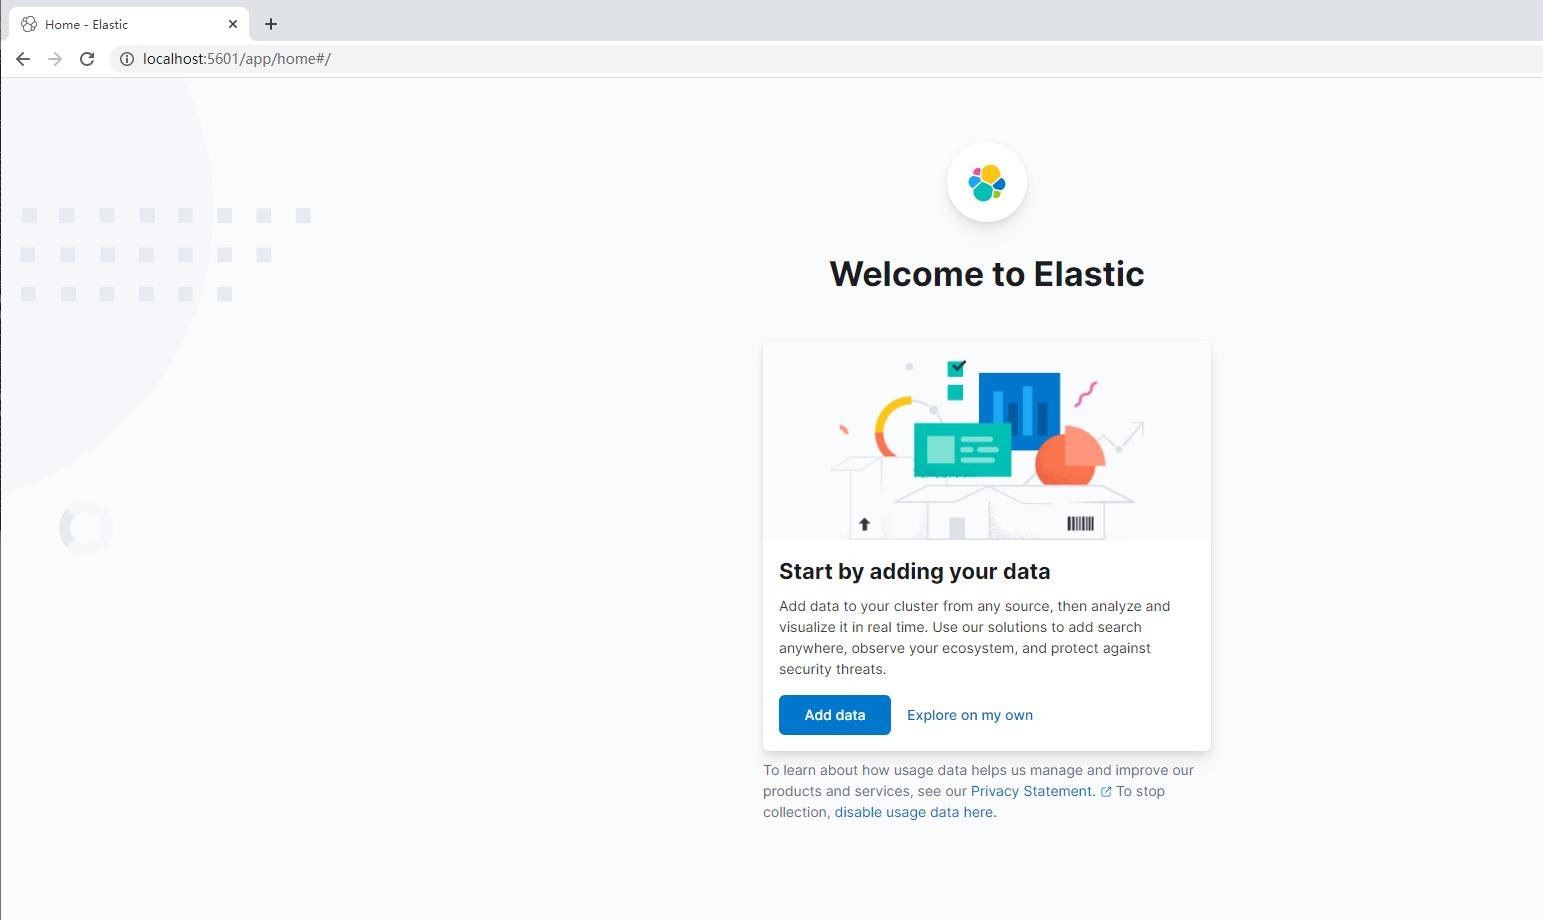 Home - Elastic
localhost:5601/app/home#/
Welcome to Elastic
Start by adding your data
Add data to your cluster from any source, then analyze and
visualize it in real time. Use our solutions to add search
anywhere, observe your ecosystem, and protect against
security threats.
Add data Explore on my own
To learn about how usage data helps us manage and improve our
products and services, see our Privacy Statement. To stop
collection, disable usage data here.